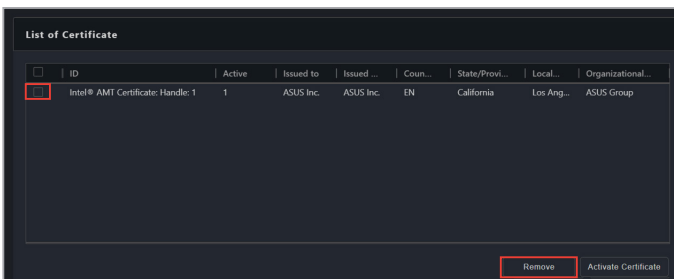 List of Certificate
ID | Active | Issued to | Issued ... | Coun... | State/Provi... | Local... | Organizational...
Intel® AMT Certificate: Handle: 1 1 ASUS Inc. ASUS Inc. EN California Los Ang... ASUS Group
Remove Activate Certificate